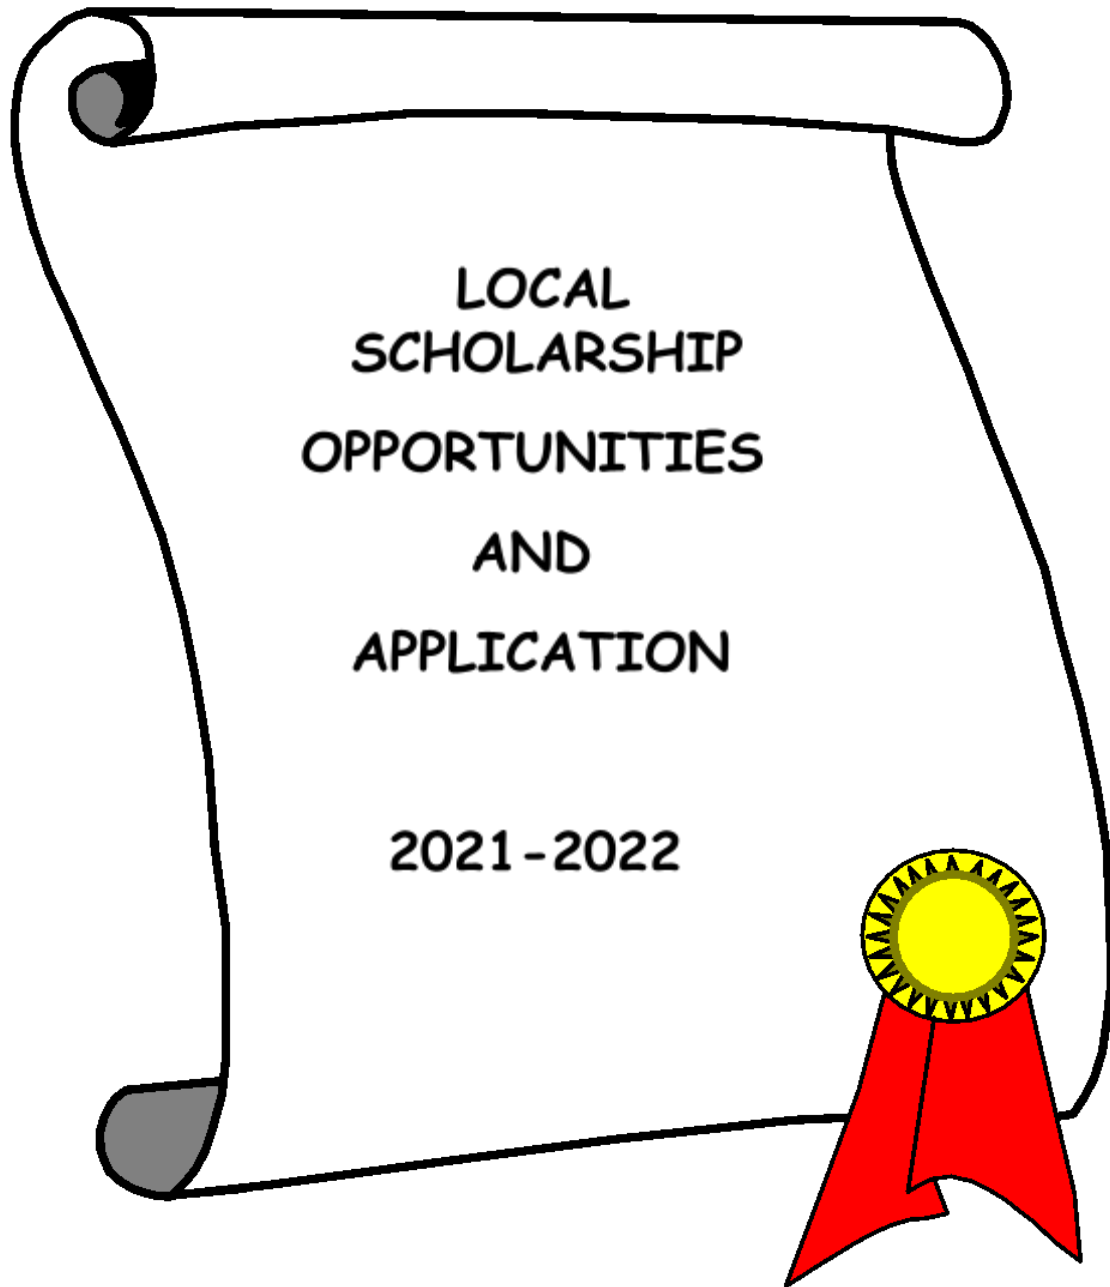 LOCAL
SCHOLARSHIP
OPPORTUNITIES
AND
APPLICATION
2021-2022